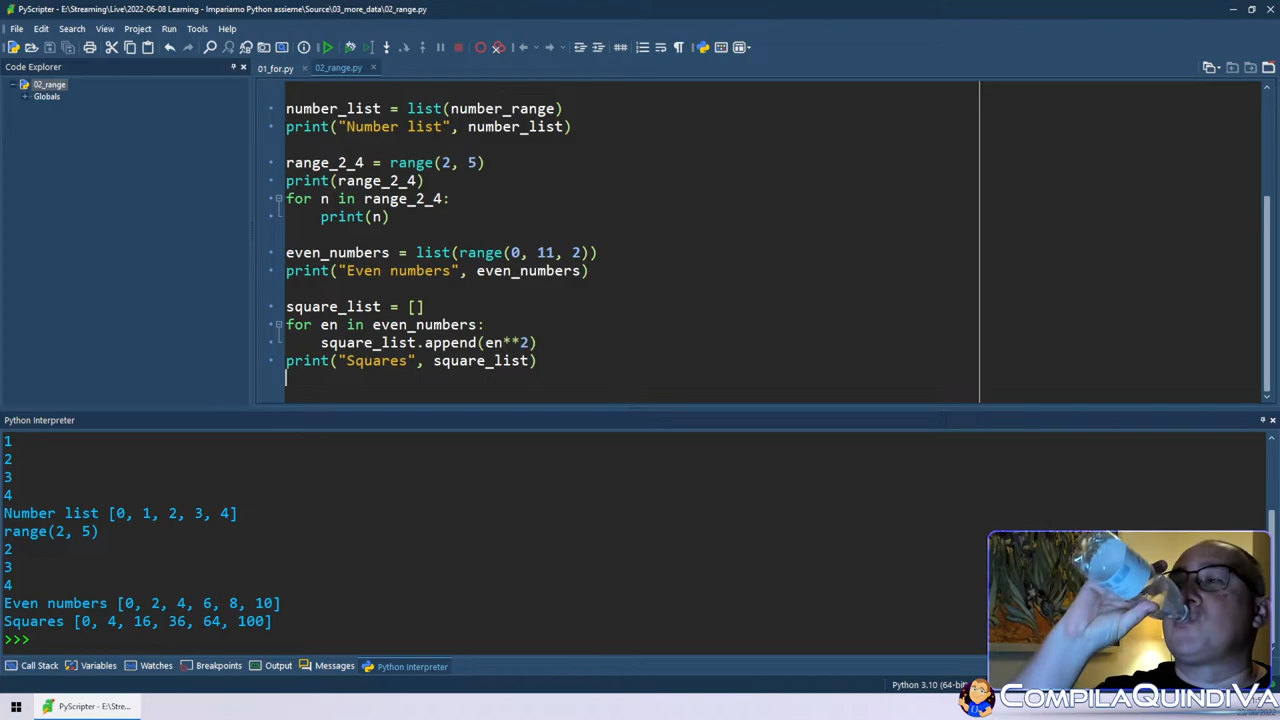 PyScripter - E:\Streaming\Live\2022-06-08 Learning - Impariamo Python assieme\Source\03_more_data\02_range.py
File Edit Search View Project Run Tools Help
Code Explorer
01_for.py 02_range.py
02_range
Globals
number_list = list(number_range)
print("Number list", number_list)
range_2_4 = range(2, 5)
print(range_2_4)
for n in range_2_4:
print(n)
even_numbers = list(range(0, 11, 2))
print("Even numbers", even_numbers)
square_list = []
for en in even_numbers:
square_list.append(en**2)
print("Squares", square_list)
Python Interpreter
1
2
3
4
Number list [0, 1, 2, 3, 4]
range(2, 5)
2
3
4
Even numbers [0, 2, 4, 6, 8, 10]
Squares [0, 4, 16, 36, 64, 100]
>>>
Call Stack Variables Watches Breakpoints Output Messages Python Interpreter
Python 3.10 (64-bit)
PyScripter - E:\Stre...
COMPILAQUINDIVA